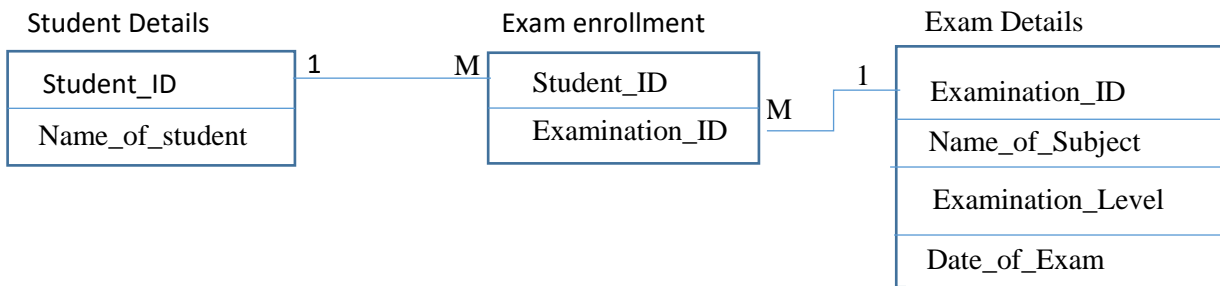 Student Details
Student_ID
Name_of_student
1
M
Exam enrollment
Student_ID
Examination_ID
M
1
Exam Details
Examination_ID
Name_of_Subject
Examination_Level
Date_of_Exam